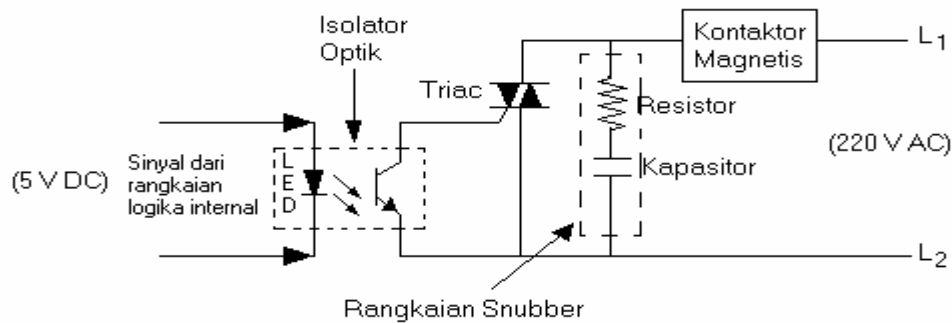 Isolator
Optik
Triac
Kontaktor
Magnetis
L1
Resistor
(220 V AC)
(5 V DC)
Sinyal dari
rangkaian
logika internal
L
E
D
Kapasitor
L2
Rangkaian Snubber